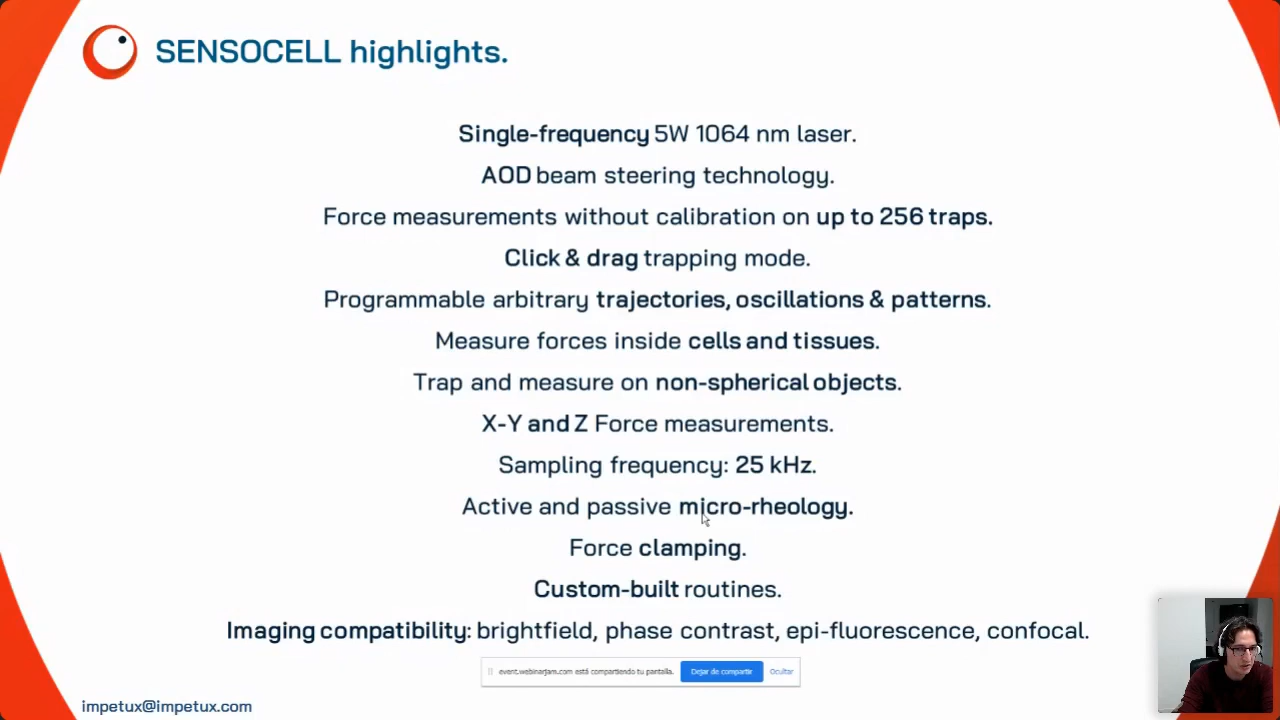 SENSOCELL highlights.
Single-frequency 5W 1064 nm laser.
AOD beam steering technology.
Force measurements without calibration on up to 256 traps.
Click & drag trapping mode.
Programmable arbitrary trajectories, oscillations & patterns.
Measure forces inside cells and tissues.
Trap and measure on non-spherical objects.
X-Y and Z Force measurements.
Sampling frequency: 25 kHz.
Active and passive micro-rheology.
Force clamping.
Custom-built routines.
Imaging compatibility: brightfield, phase contrast, epi-fluorescence, confocal.
event.webinarjam.com está compartiendo tu pantalla. Dejar de compartir Ocultar
impetux@impetux.com